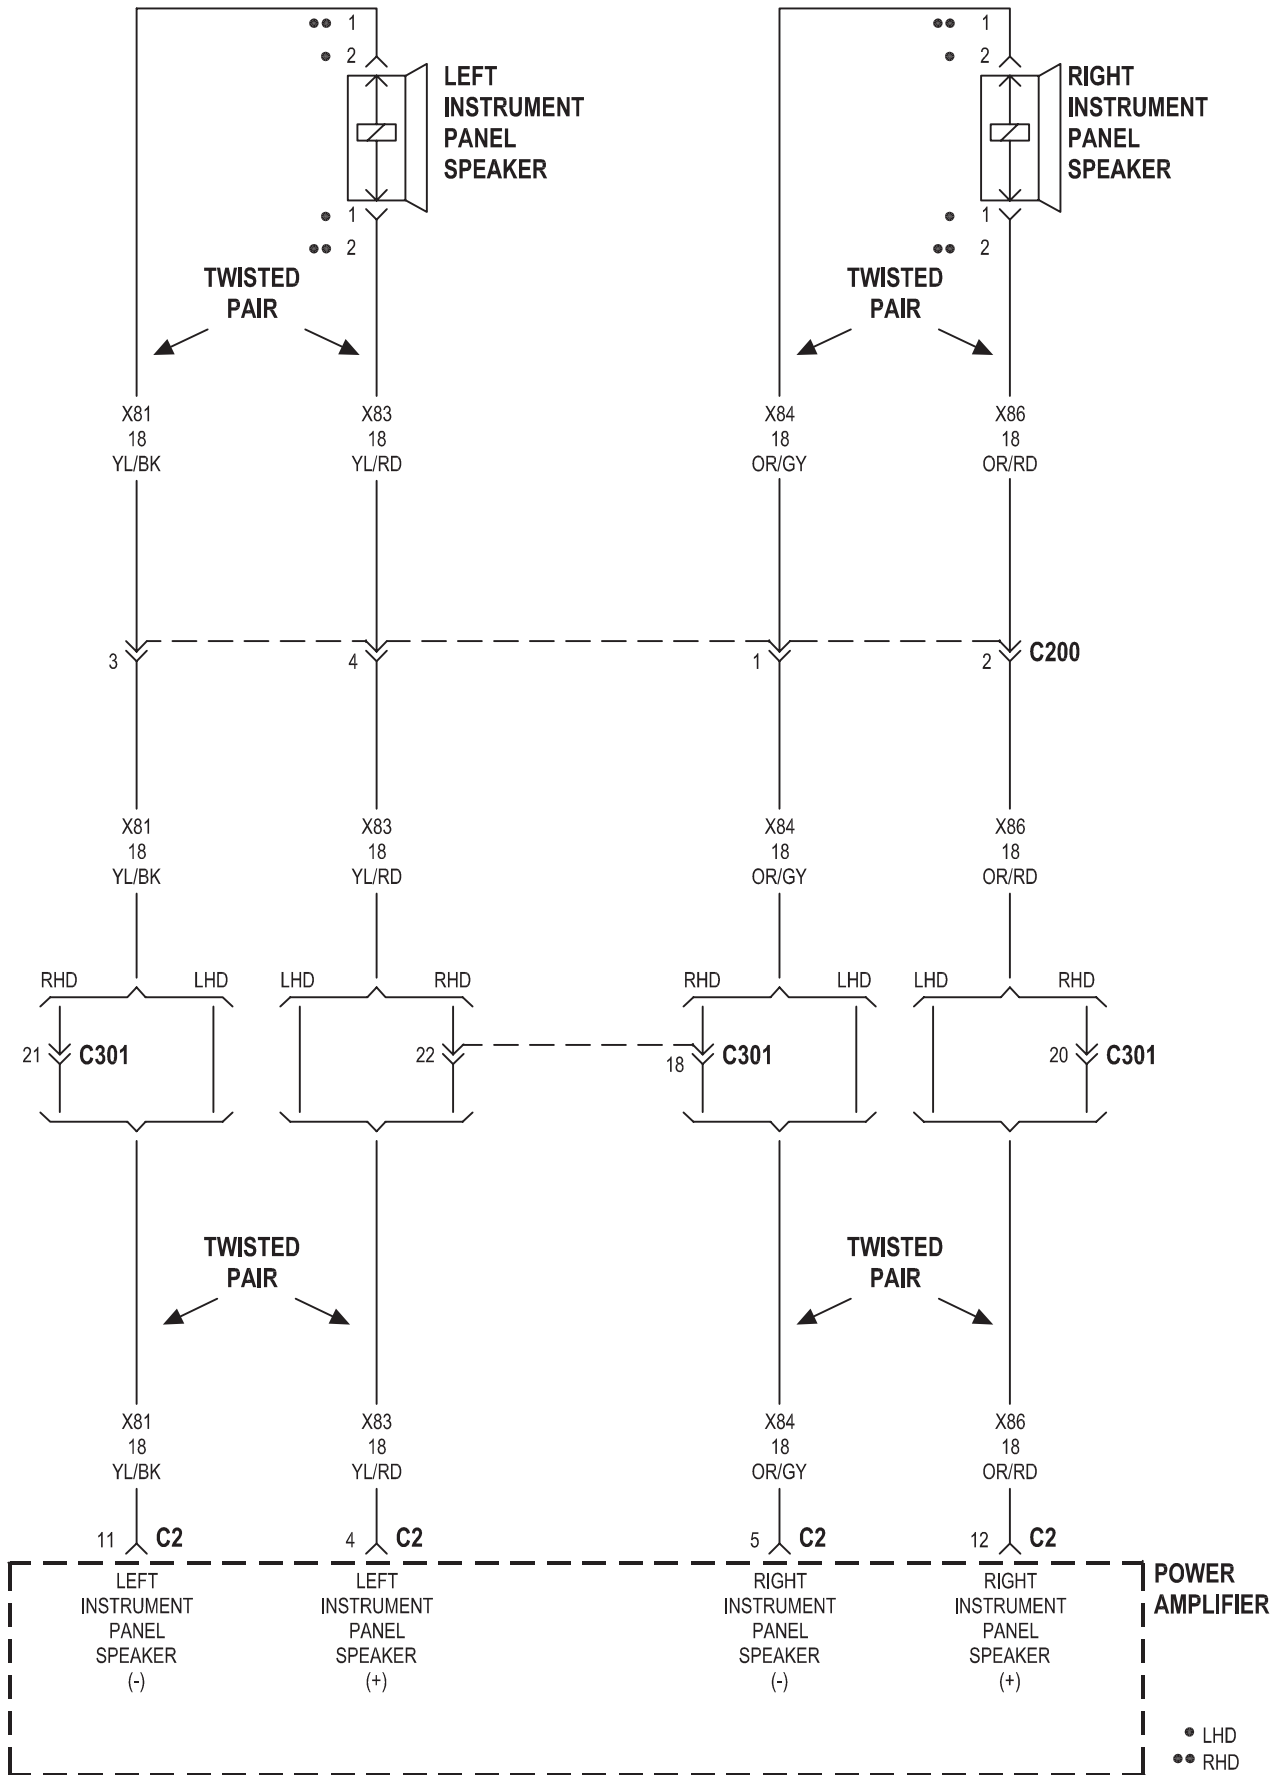 ●● 1
● 2
LEFT
INSTRUMENT
PANEL
SPEAKER
● 1
●● 2
●● 1
● 2
RIGHT
INSTRUMENT
PANEL
SPEAKER
● 1
●● 2
TWISTED
PAIR
TWISTED
PAIR
X81
18
YL/BK
X83
18
YL/RD
X84
18
OR/GY
X86
18
OR/RD
3
4
1
2
C200
X81
18
YL/BK
X83
18
YL/RD
X84
18
OR/GY
X86
18
OR/RD
RHD
LHD
LHD
RHD
RHD
LHD
LHD
RHD
21
C301
22
18
C301
20
C301
TWISTED
PAIR
TWISTED
PAIR
X81
18
YL/BK
X83
18
YL/RD
X84
18
OR/GY
X86
18
OR/RD
11
C2
4
C2
5
C2
12
C2
LEFT
INSTRUMENT
PANEL
SPEAKER
(-)
LEFT
INSTRUMENT
PANEL
SPEAKER
(+)
RIGHT
INSTRUMENT
PANEL
SPEAKER
(-)
RIGHT
INSTRUMENT
PANEL
SPEAKER
(+)
POWER
AMPLIFIER
● LHD
●● RHD